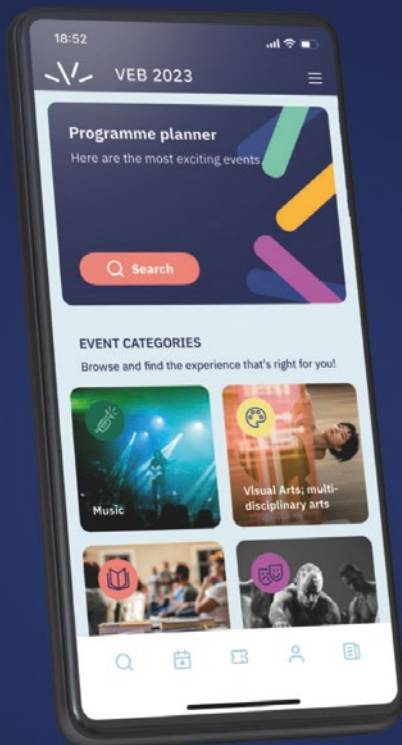 18:52
VEB 2023
Programme planner
Here are the most exciting events.
Search
EVENT CATEGORIES
Browse and find the experience that's right for you!
Music
Visual Arts; multi-
disciplinary arts